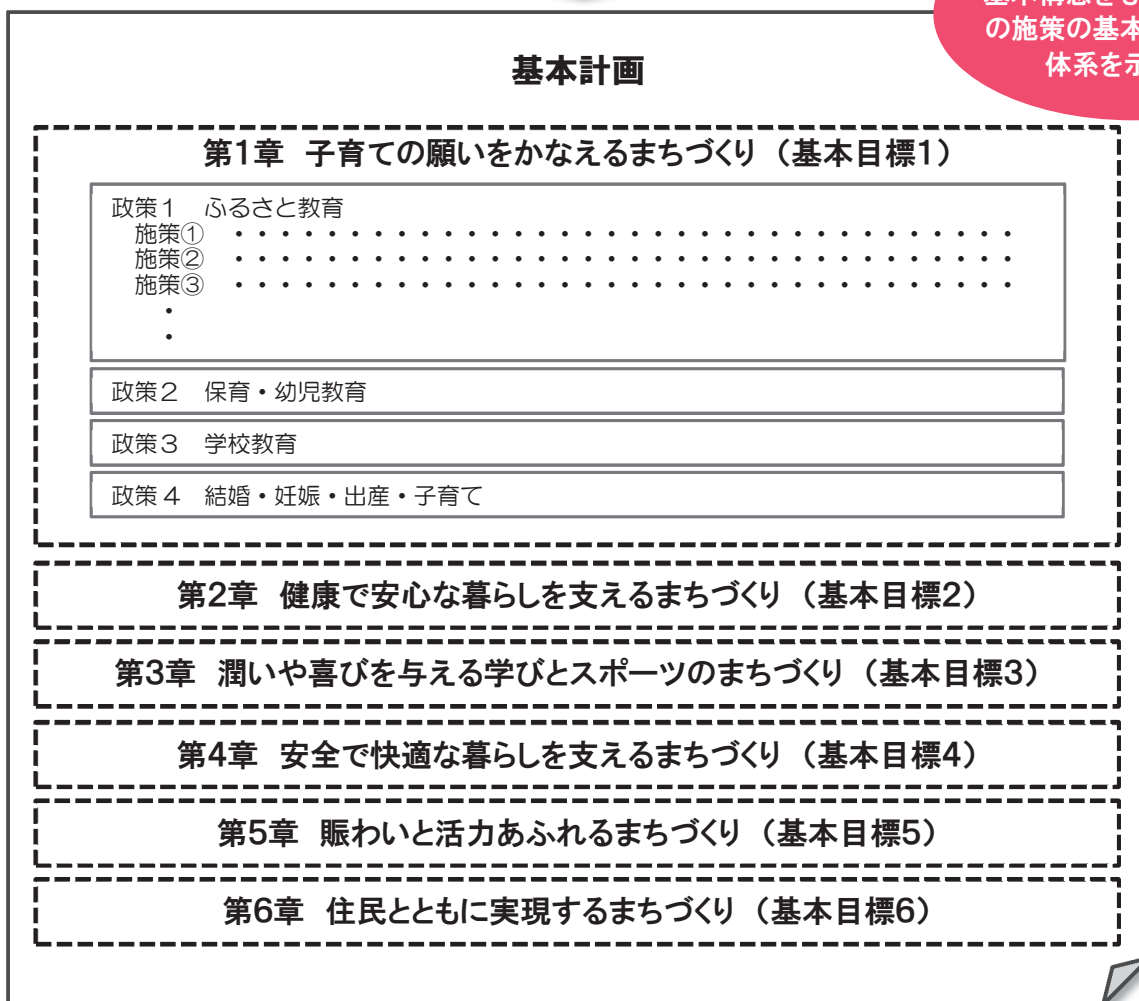 の施策の基本
体系を示
基本計画
第1章 子育ての願いをかなえるまちづくり（基本目標1）
政策１ ふるさと教育
施策① ・・・・・・・・・・・・・・・・・・・・・・・・・・・・・・・・・
施策② ・・・・・・・・・・・・・・・・・・・・・・・・・・・・・・・・・
施策③ ・・・・・・・・・・・・・・・・・・・・・・・・・・・・・・・・・
・
・
政策２ 保育・幼児教育
政策３ 学校教育
政策４ 結婚・妊娠・出産・子育て
第2章 健康で安心な暮らしを支えるまちづくり（基本目標2）
第3章 潤いや喜びを与える学びとスポーツのまちづくり（基本目標3）
第4章 安全で快適な暮らしを支えるまちづくり（基本目標4）
第5章 賑わいと活力あふれるまちづくり（基本目標5）
第6章 住民とともに実現するまちづくり（基本目標6）